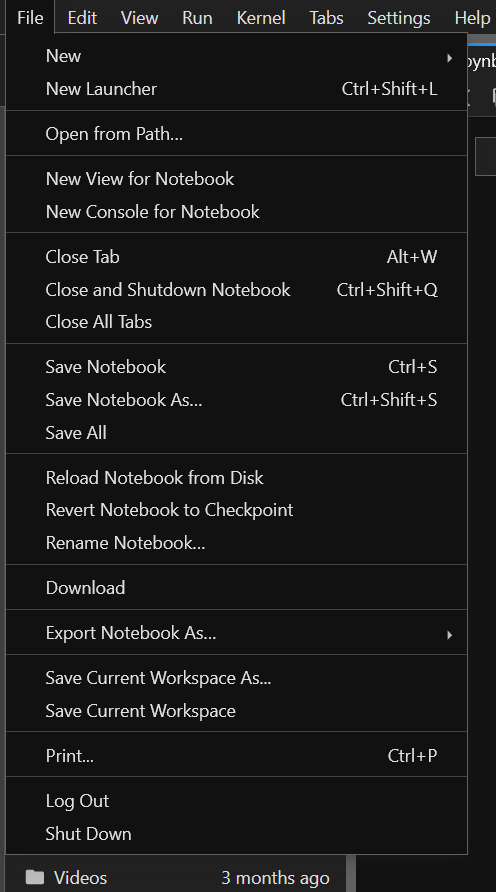 File Edit View Run Kernel Tabs Settings Help
New
New Launcher Ctrl+Shift+L
Open from Path...
New View for Notebook
New Console for Notebook
Close Tab Alt+W
Close and Shutdown Notebook Ctrl+Shift+Q
Close All Tabs
Save Notebook Ctrl+S
Save Notebook As... Ctrl+Shift+S
Save All
Reload Notebook from Disk
Revert Notebook to Checkpoint
Rename Notebook...
Download
Export Notebook As...
Save Current Workspace As...
Save Current Workspace
Print... Ctrl+P
Log Out
Shut Down
Videos 3 months ago